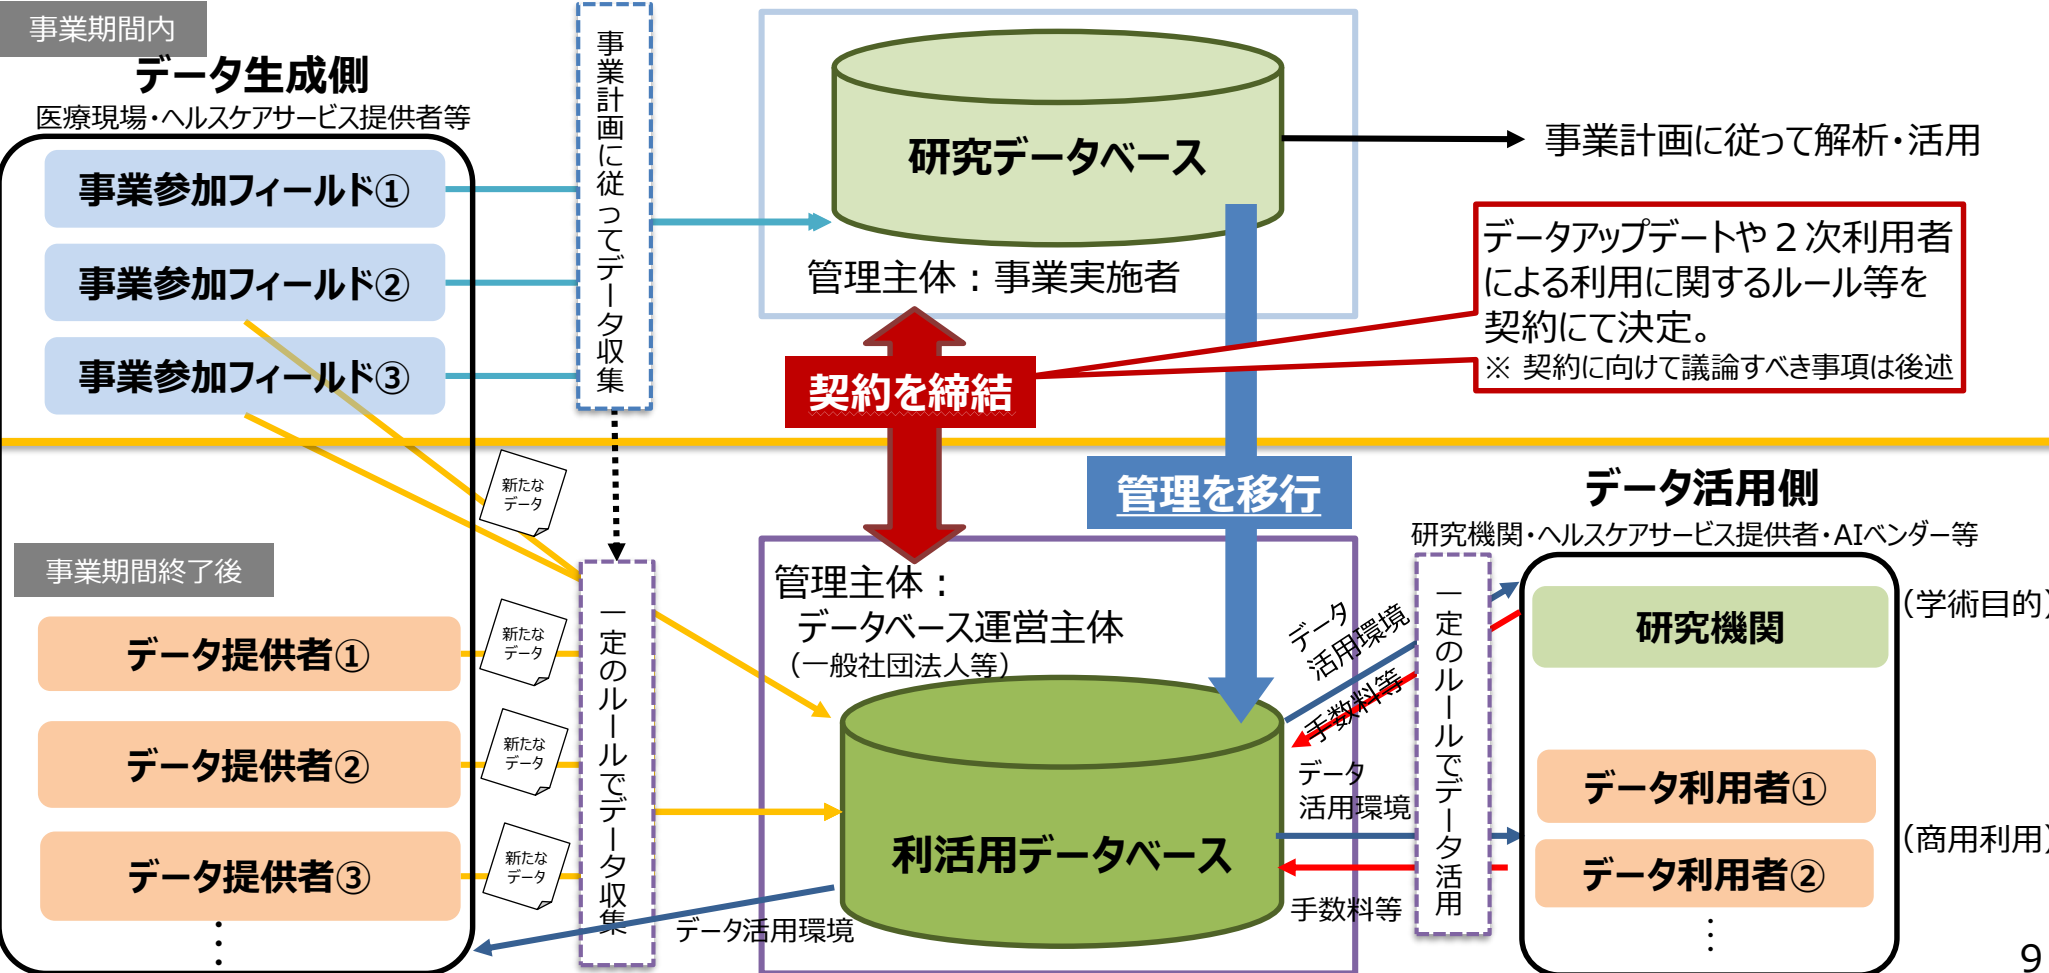 事業期間内
データ生成側
医療現場・ヘルスケアサービス提供者等
事業参加フィールド①
事業参加フィールド②
事業参加フィールド③
事業計画に従ってデータ収集
研究データベース
管理主体：事業実施者
事業計画に従って解析・活用
データアップデートや２次利用者
による利用に関するルール等を
契約にて決定。
※ 契約に向けて議論すべき事項は後述
契約を締結
管理を移行
新たな
データ
事業期間終了後
データ提供者①
データ提供者②
データ提供者③
⋮
新たな
データ
新たな
データ
新たな
データ
一定のルールでデータ収集
管理主体：
データベース運営主体
（一般社団法人等）
利活用データベース
データ活用環境
データ
活用環境
手数料等
データ
活用環境
手数料等
一定のルールでデータ活用
データ活用側
研究機関・ヘルスケアサービス提供者・AIベンダー等
研究機関
（学術目的）
データ利用者①
データ利用者②
（商用利用）
⋮
9